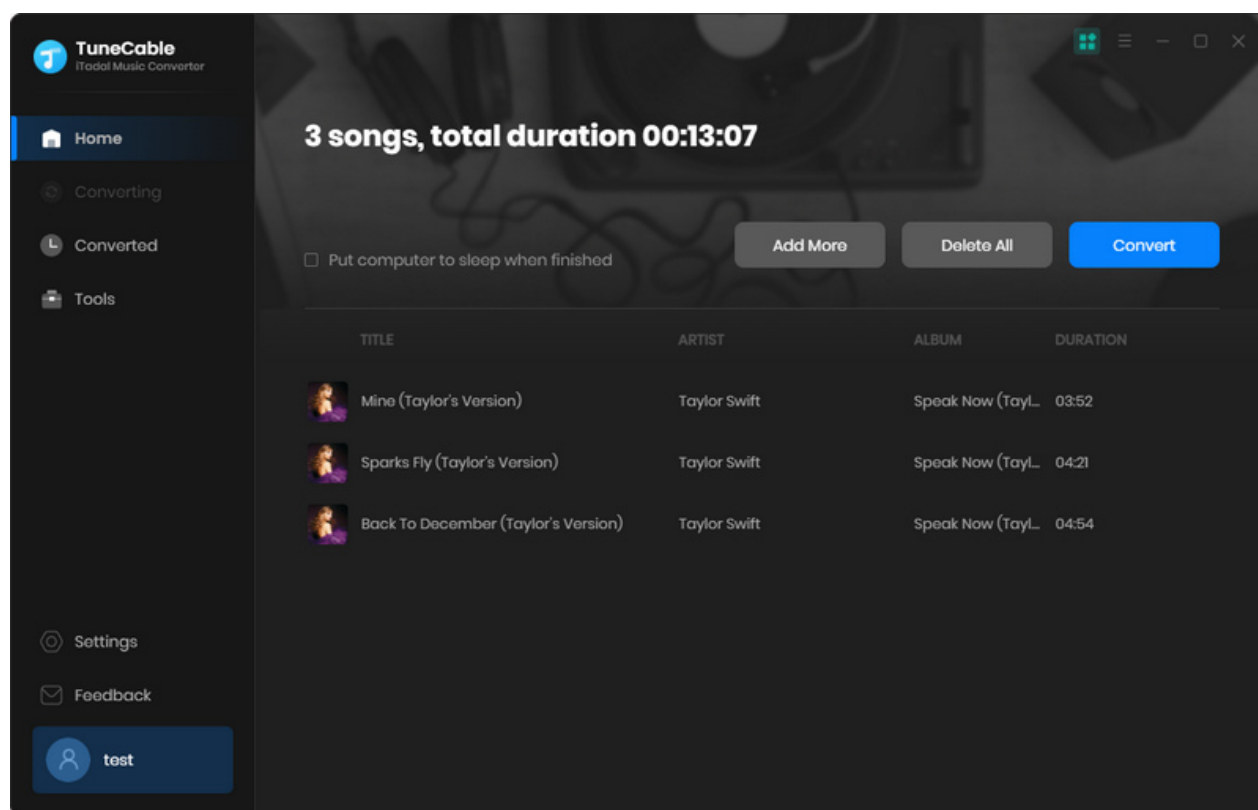 TuneCable
iTadal Music Converter
Home
Converting
Converted
Tools
Settings
Feedback
test
3 songs, total duration 00:13:07
Put computer to sleep when finished
Add More
Delete All
Convert
TITLE ARTIST ALBUM DURATION
Mine (Taylor's Version) Taylor Swift Speak Now (Tayl... 03:52
Sparks Fly (Taylor's Version) Taylor Swift Speak Now (Tayl... 04:21
Back To December (Taylor's Version) Taylor Swift Speak Now (Tayl... 04:54